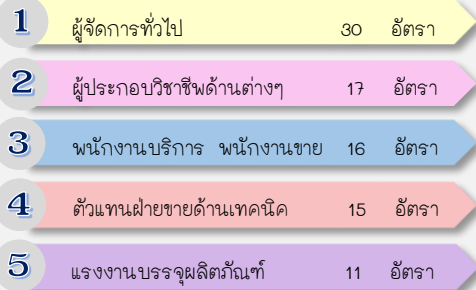 1 ผู้จัดการทั่วไป 30 อัตรา
2 ผู้ประกอบวิชาชีพด้านต่างๆ 17 อัตรา
3 พนักงานบริการ พนักงานขาย 16 อัตรา
4 ตัวแทนฝ่ายขายด้านเทคนิค 15 อัตรา
5 แรงงานบรรจุผลิตภัณฑ์ 11 อัตรา